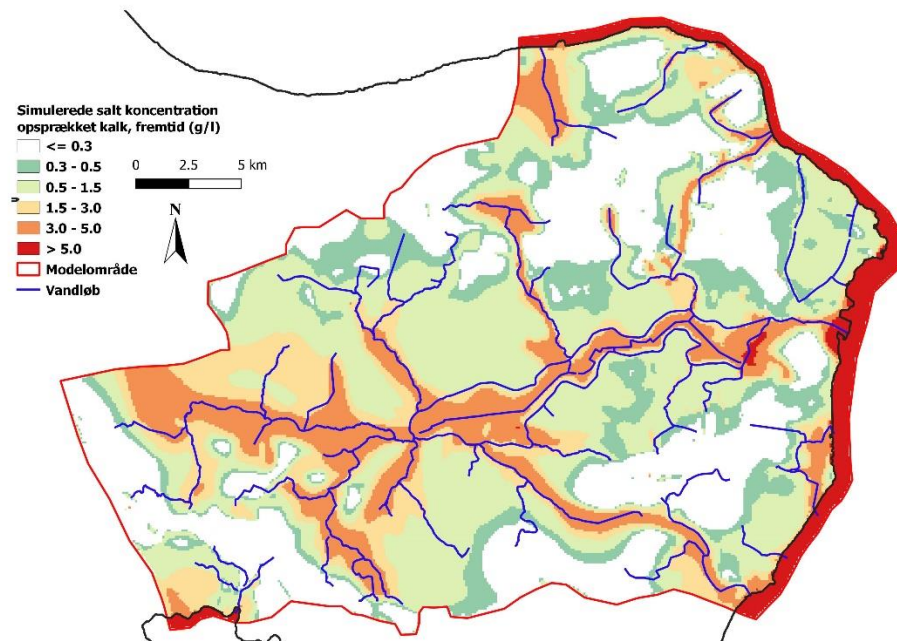 Simulerede salt koncentration
opsprækket kalk, fremtid (g/l)
<= 0.3
0.3 - 0.5
0.5 - 1.5
1.5 - 3.0
3.0 - 5.0
> 5.0
Modelområde
Vandløb
0 2.5 5 km
N